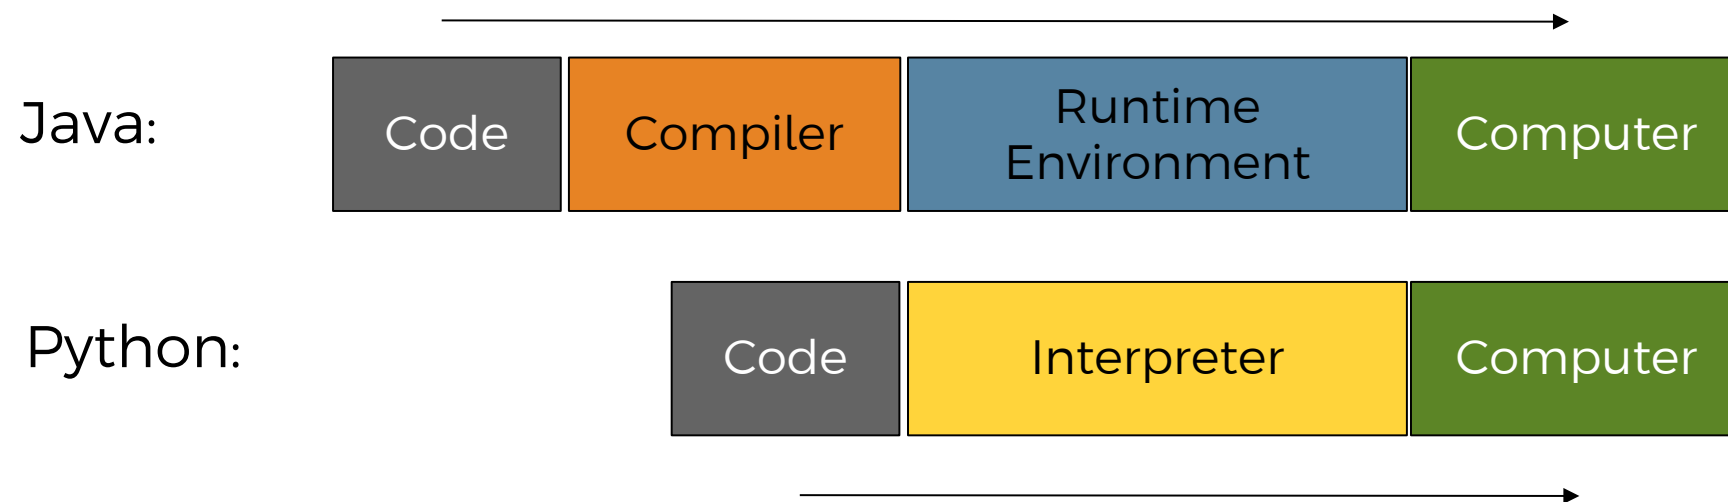 Java:
Code
Compiler
Runtime
Environment
Computer
Python:
Code
Interpreter
Computer